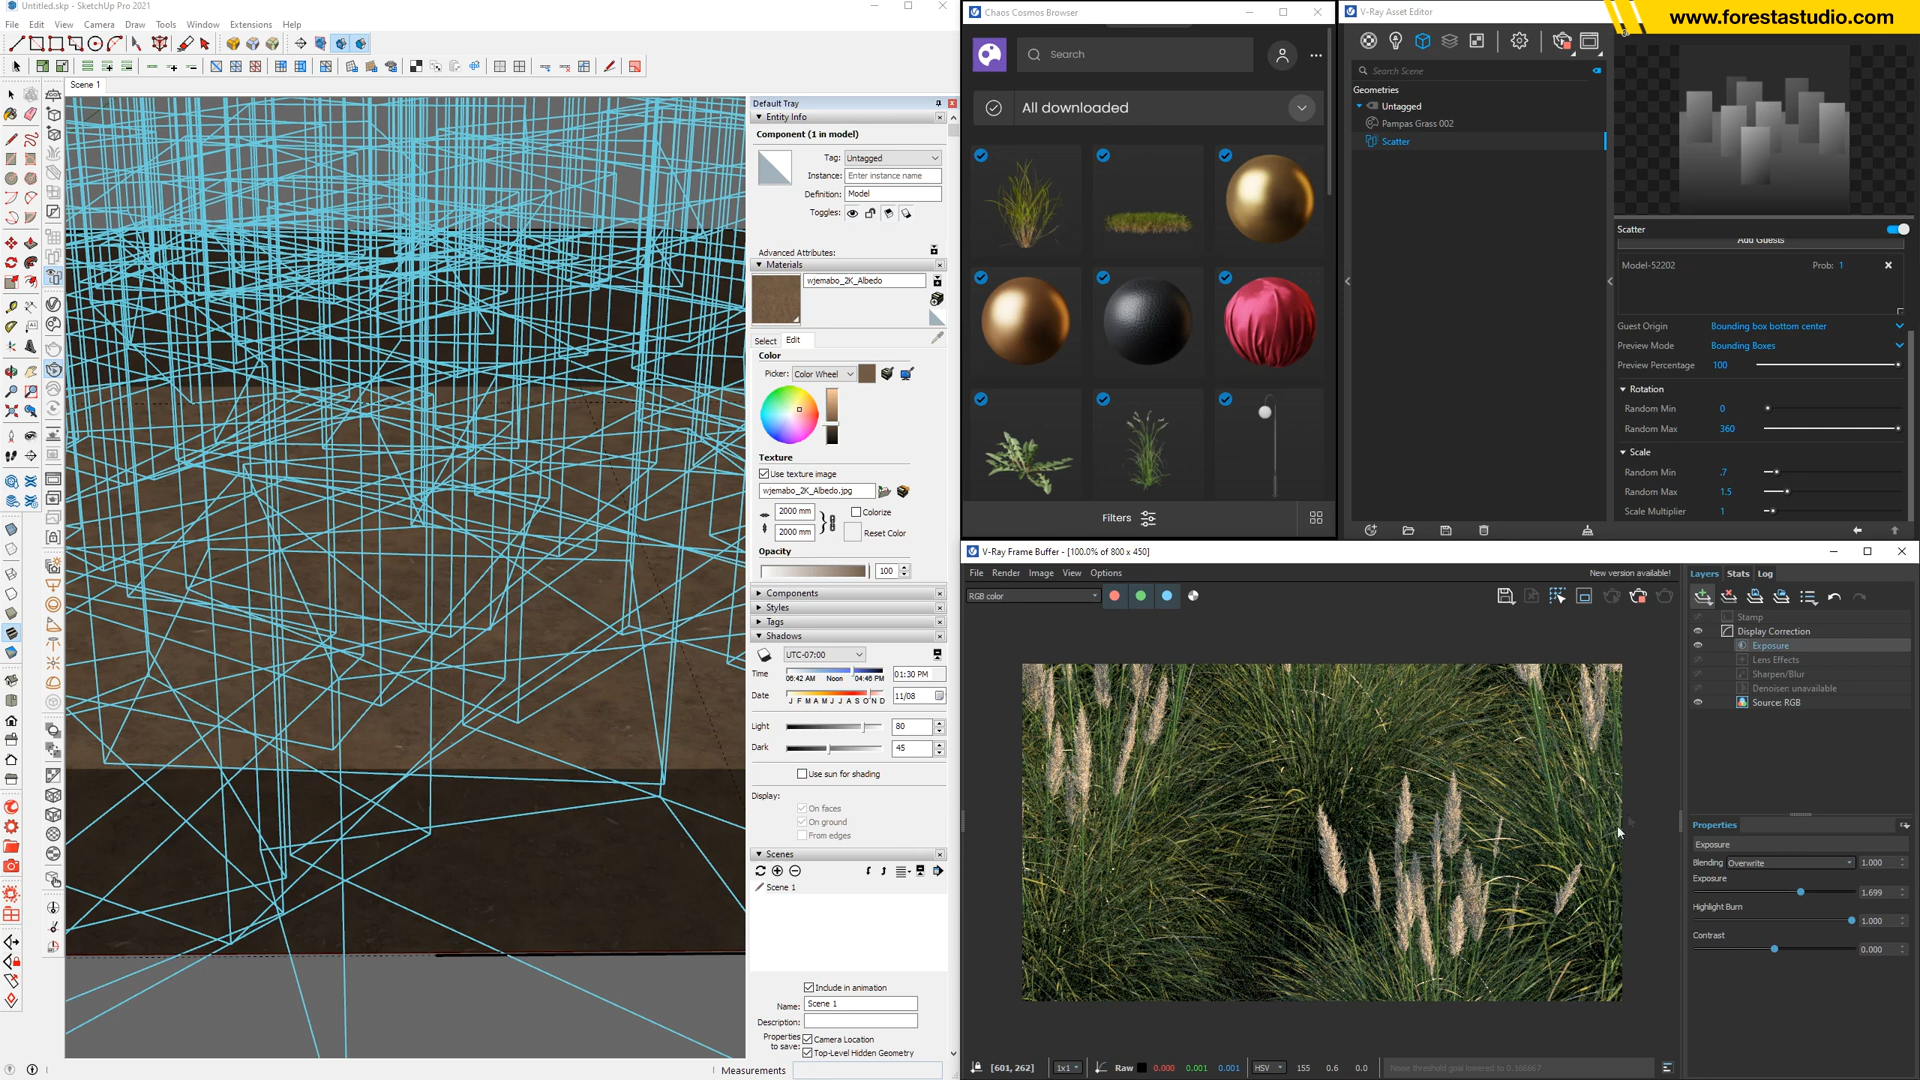 Untitled.skp - SketchUp Pro 2021
File Edit View Camera Draw Tools Window Extensions Help
Scene 1
Default Tray
Entity Info
Component (1 in model)
Tag: Untagged
Instance: Enter instance name
Definition: Model
Toggles:
Advanced Attributes:
Materials
wjemabo_2K_Albedo
Select Edit
Color
Picker: Color Wheel
Texture
Use texture image
wjemabo_2K_Albedo.jpg
2000 mm Colorize
2000 mm Reset Color
Opacity
100
Components
Styles
Tags
Shadows
UTC-07:00
Time 06:42 AM Noon 04:46 PM 01:30 PM
Date J F M A M J J A S O N D 11/08
Light 80
Dark 45
Use sun for shading
Display:
On faces
On ground
From edges
Scenes
Scene 1
Include in animation
Name: Scene 1
Description:
Properties to save: Camera Location
Top-Level Hidden Geometry
Measurements
Chaos Cosmos Browser
Search
All downloaded
Filters
V-Ray Asset Editor
www.forestastudio.com
Search Scene
Geometries
Untagged
Pampas Grass 002
Scatter
Scatter
Add Guests
Model-52202 Prob: 1
Guest Origin Bounding box bottom center
Preview Mode Bounding Boxes
Preview Percentage 100
Rotation
Random Min 0
Random Max 360
Scale
Random Min .7
Random Max 1.5
Scale Multiplier 1
V-Ray Frame Buffer - [100.0% of 800 x 450]
File Render Image View Options New version available!
RGB color
Layers Stats Log
Stamp
Display Correction
Exposure
Lens Effects
Sharpen/Blur
Denoiser: unavailable
Source: RGB
Properties
Exposure
Blending Overwrite 1.000
Exposure
1.699
Highlight Burn
1.000
Contrast
0.000
[601, 262] 1x1 Raw 0.000 0.001 0.001 HSV 155 0.6 0.0 Noise threshold goal lowered to 0.166667